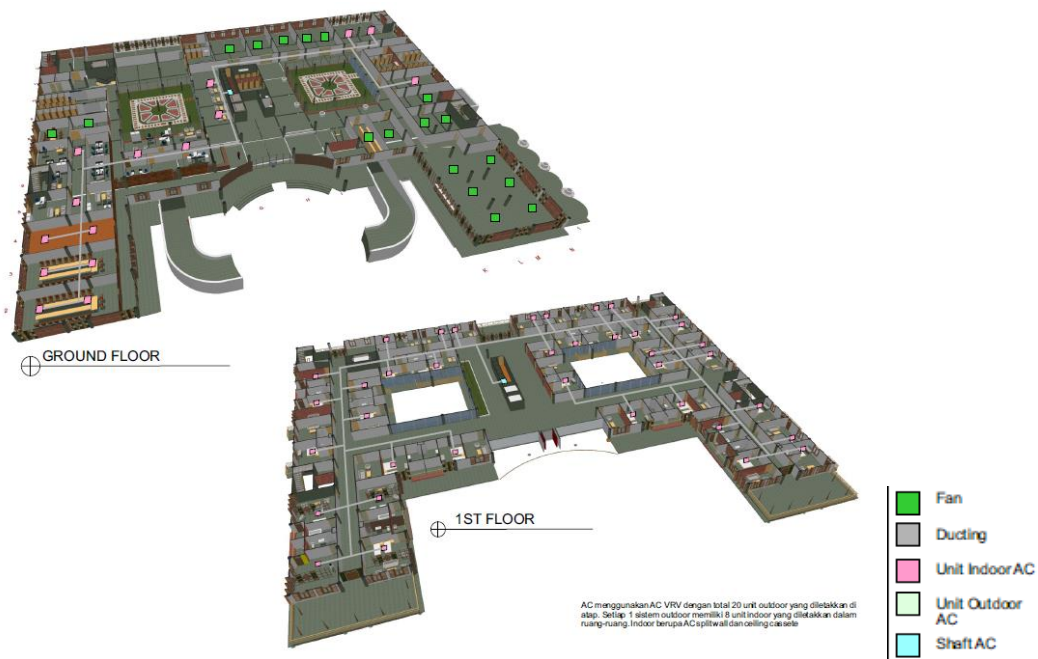 GROUND FLOOR
1ST FLOOR
Fan
Ducting
Unit Indoor AC
Unit Outdoor
AC
Shaft AC
AC menggunakan AC VRV dengan total 20 unit outdoor yang diletakkan di
atap. Setiap 1 sistem outdoor memiliki 8 unit indoor yang diletakkan dalam
ruang-ruang. Indoor berupa AC splitwall dan ceiling cassete